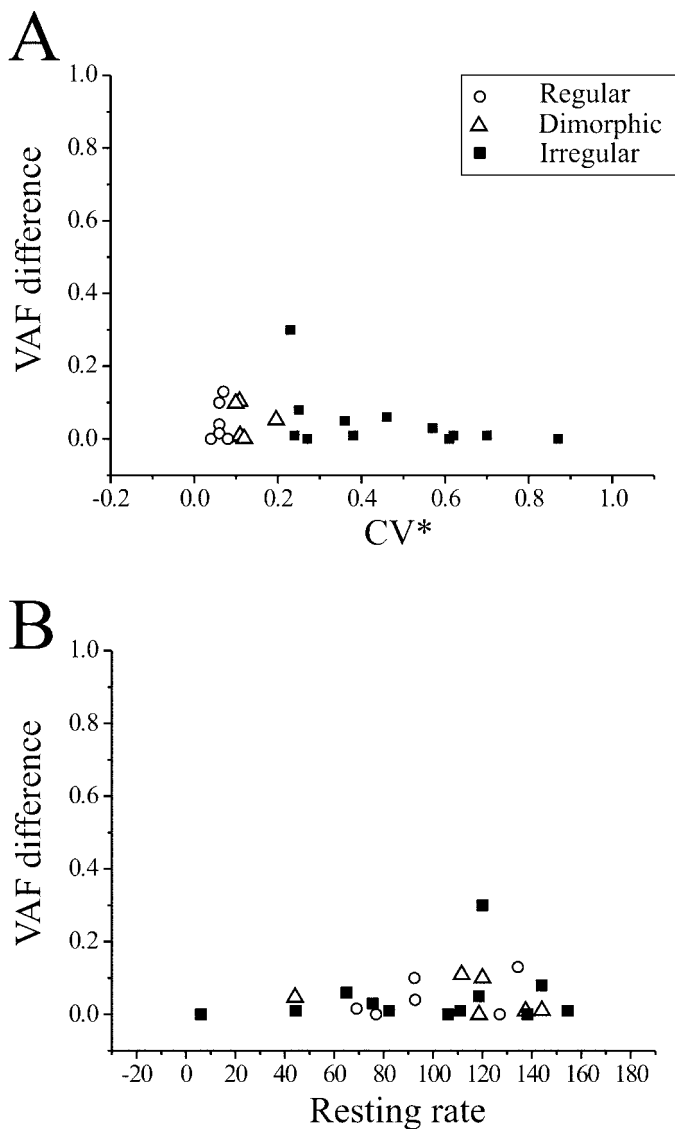 A
1.0
0.8
0.6
0.4
0.2
0.0
VAF difference
Regular
Dimorphic
Irregular
-0.2 0.0 0.2 0.4 0.6 0.8 1.0
CV*
B
1.0
0.8
0.6
0.4
0.2
0.0
VAF difference
-20 0 20 40 60 80 100 120 140 160 180
Resting rate